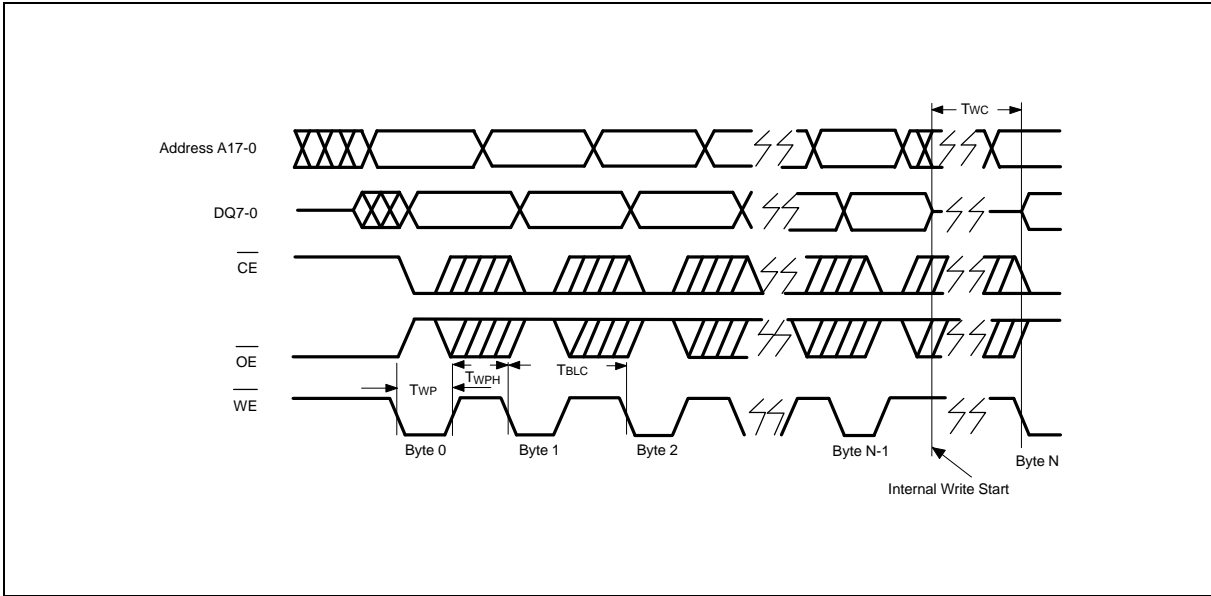 TWC
Address A17-0
DQ7-0
CE
OE
TWP
TWPH
TBLC
WE
Byte 0
Byte 1
Byte 2
Byte N-1
Byte N
Internal Write Start